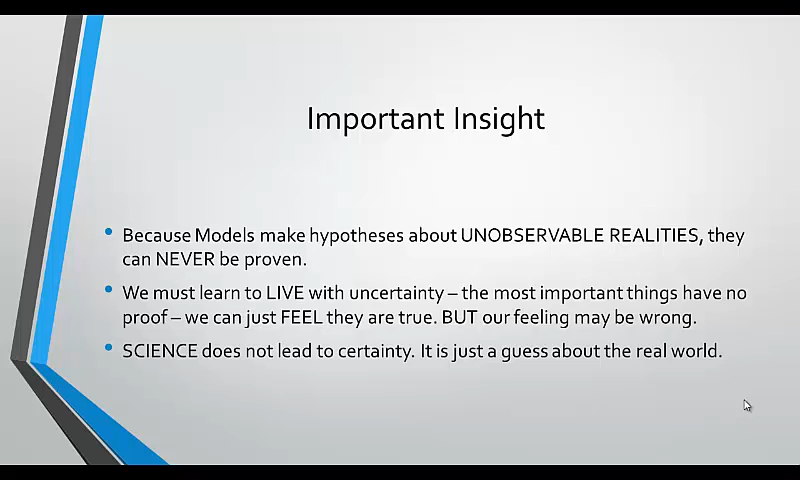 Important Insight
• Because Models make hypotheses about UNOBSERVABLE REALITIES, they
can NEVER be proven.
• We must learn to LIVE with uncertainty – the most important things have no
proof – we can just FEEL they are true. BUT our feeling may be wrong.
• SCIENCE does not lead to certainty. It is just a guess about the real world.